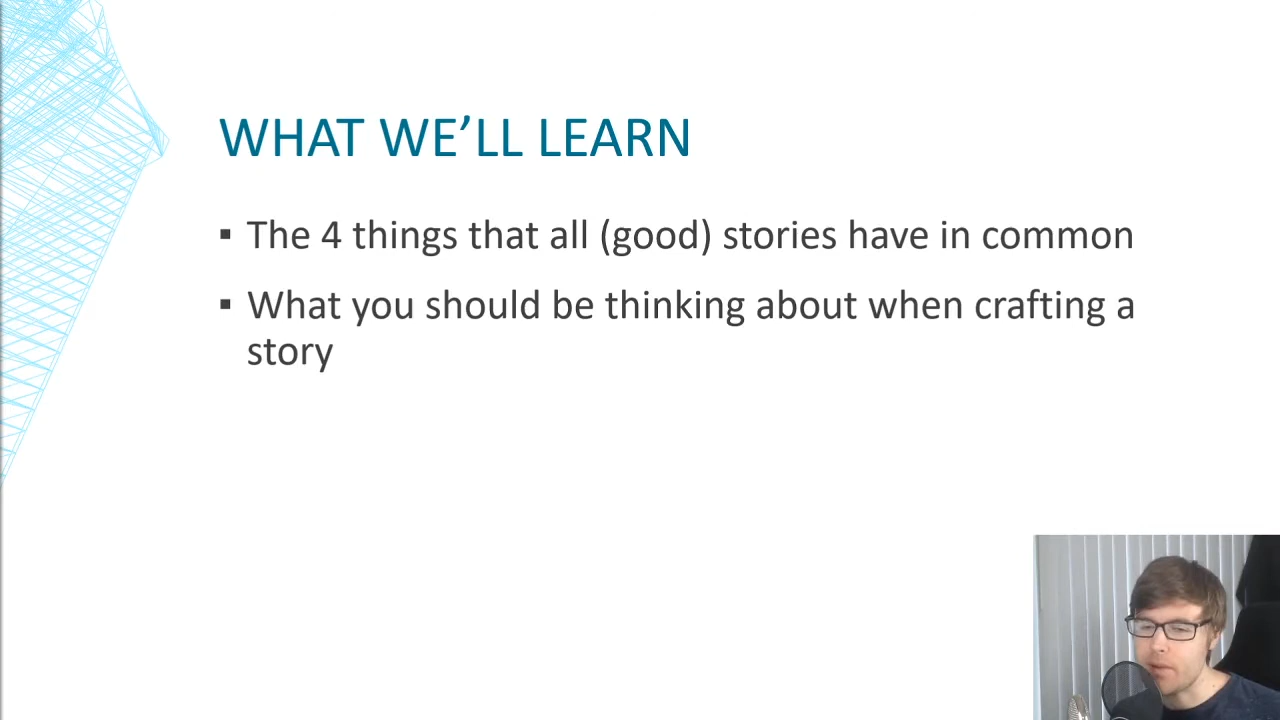 WHAT WE’LL LEARN
▪ The 4 things that all (good) stories have in common
▪ What you should be thinking about when crafting a
story